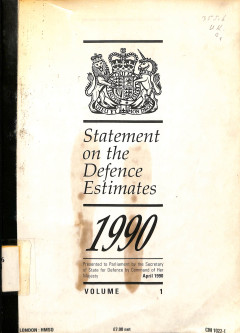 Statement
on the
Defence
Estimates
1990
Presented to Parliament by the Secretary
of State for Defence by Command of Her
Majesty
April 1990
VOLUME 1
LONDON: HMSO
£7.90 net
CM 1022-I